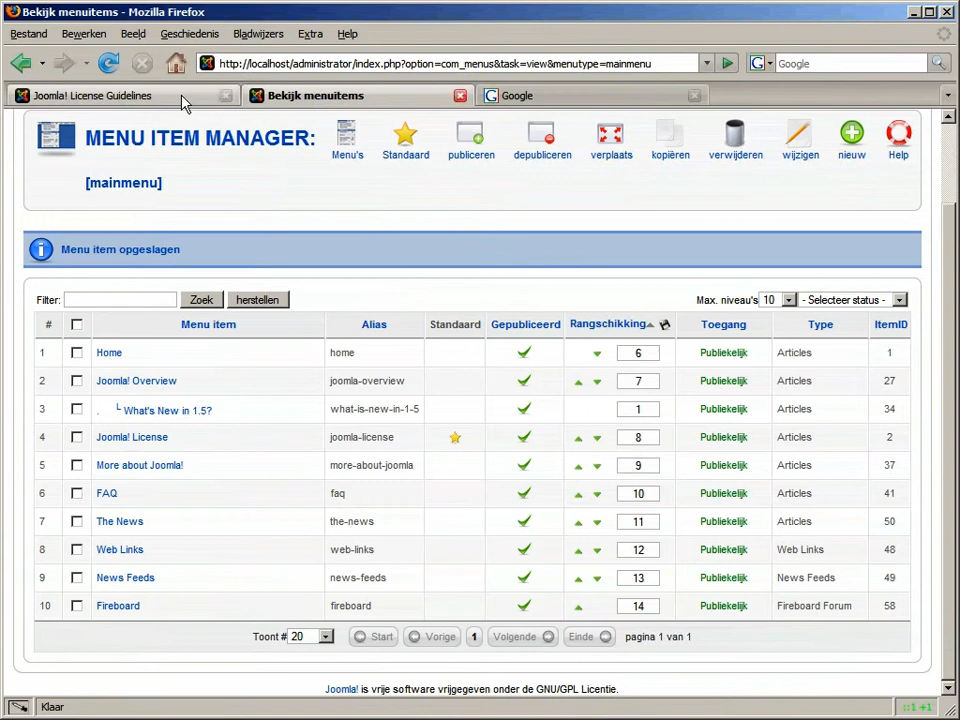 Bekijk menuitems - Mozilla Firefox
Bestand Bewerken Beeld Geschiedenis Bladwijzers Extra Help
http://localhost/administrator/index.php?option=com_menus&task=view&menutype=mainmenu G Google
Joomla! License Guidelines Bekijk menuitems G Google
MENU ITEM MANAGER:
[mainmenu]
Menu's Standaard publiceren depubliceren verplaats kopiëren verwijderen wijzigen nieuw Help
Menu item opgeslagen
Filter: Zoek herstellen Max. niveau's 10 - Selecteer status -
# Menu item Alias Standaard Gepubliceerd Rangschikking Toegang Type ItemID
1 Home home 6 Publiekelijk Articles 1
2 Joomla! Overview joomla-overview 7 Publiekelijk Articles 27
3 . What's New in 1.5? what-is-new-in-1-5 1 Publiekelijk Articles 34
4 Joomla! License joomla-license 8 Publiekelijk Articles 2
5 More about Joomla! more-about-joomla 9 Publiekelijk Articles 37
6 FAQ faq 10 Publiekelijk Articles 41
7 The News the-news 11 Publiekelijk Articles 50
8 Web Links web-links 12 Publiekelijk Web Links 48
9 News Feeds news-feeds 13 Publiekelijk News Feeds 49
10 Fireboard fireboard 14 Publiekelijk Fireboard Forum 58
Toont # 20 Start Vorige 1 Volgende Einde pagina 1 van 1
Joomla! is vrije software vrijgegeven onder de GNU/GPL Licentie.
Klaar ::1 +1